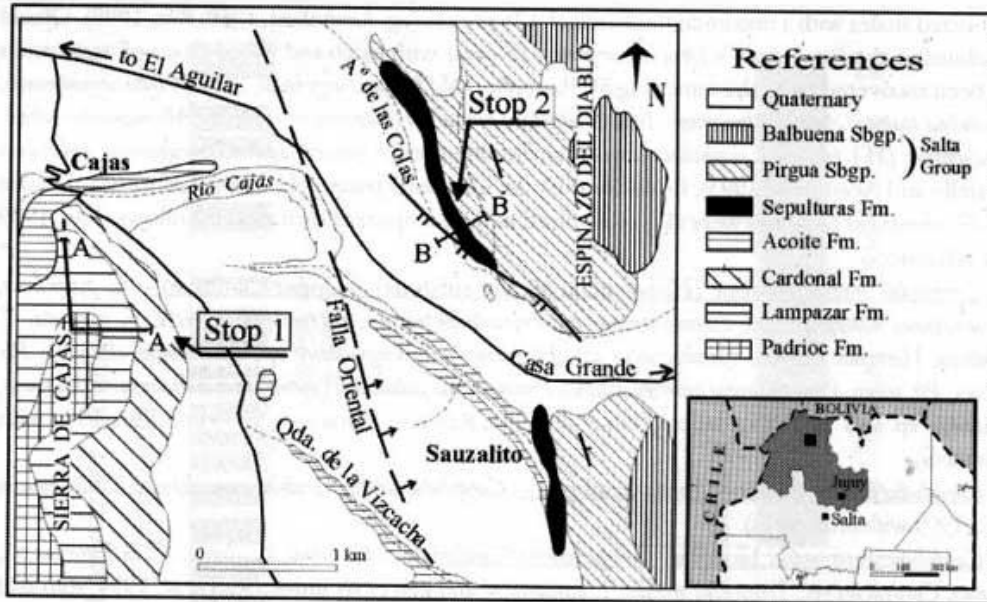 to El Aguilar
Cajas
Río Cajas
A
A
Stop 1
SIERRA DE CAJAS
Aº de las Colas
Stop 2
B
B
ESPINAZO DEL DIABLO
N
Falla Oriental
Casa Grande
Sauzalito
Qda. de la Vizcacha
0 1 km
References
Quaternary
Balbuena Sbgp.
Pirgua Sbgp.
Salta Group
Sepulturas Fm.
Acoite Fm.
Cardonal Fm.
Lampazar Fm.
Padrioc Fm.
BOLIVIA
CHILE
Jujuy
Salta
0